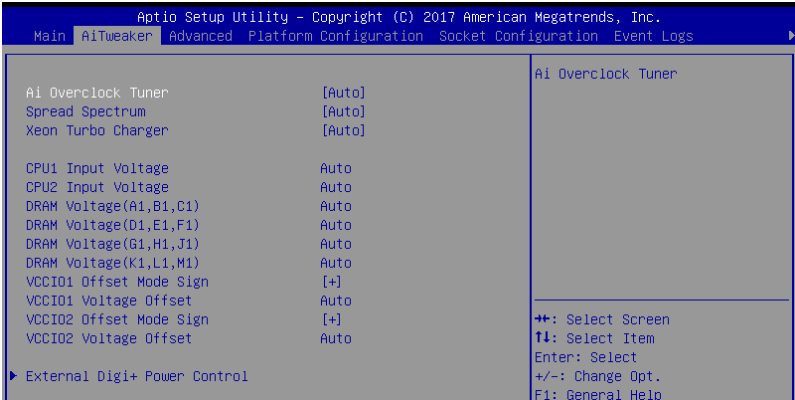 Aptio Setup Utility – Copyright (C) 2017 American Megatrends, Inc.
Main AiTweaker Advanced Platform Configuration Socket Configuration Event Logs
Ai Overclock Tuner [Auto]
Spread Spectrum [Auto]
Xeon Turbo Charger [Auto]
CPU1 Input Voltage Auto
CPU2 Input Voltage Auto
DRAM Voltage(A1,B1,C1) Auto
DRAM Voltage(D1,E1,F1) Auto
DRAM Voltage(G1,H1,J1) Auto
DRAM Voltage(K1,L1,M1) Auto
VCCIO1 Offset Mode Sign [+]
VCCIO1 Voltage Offset Auto
VCCIO2 Offset Mode Sign [+]
VCCIO2 Voltage Offset Auto
External Digi+ Power Control
Ai Overclock Tuner
→←: Select Screen
↑↓: Select Item
Enter: Select
+/-: Change Opt.
F1: General Help